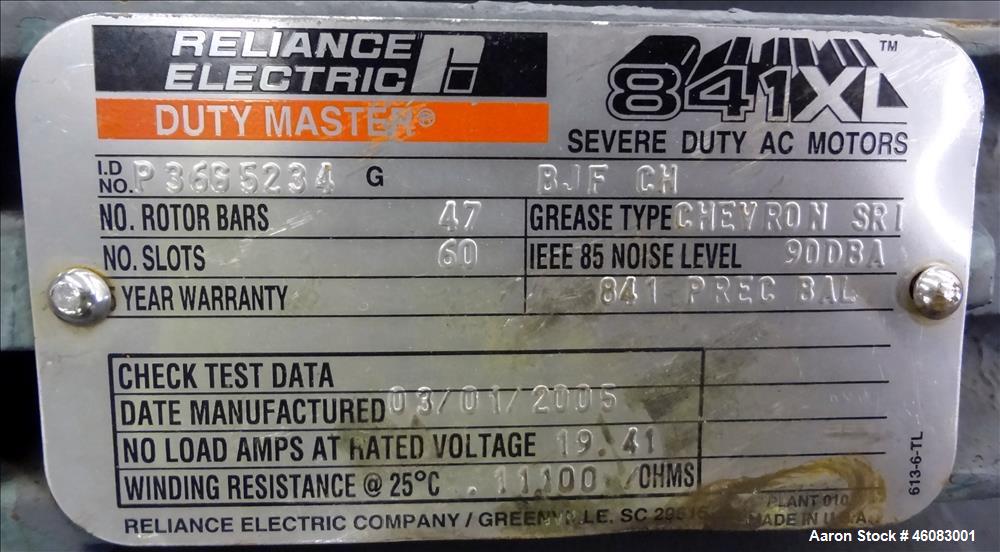 RELIANCE
ELECTRIC
DUTY MASTER®
841XL™
SEVERE DUTY AC MOTORS
I.D NO. P36G5234 G BJF CH
NO. ROTOR BARS 47 GREASE TYPE CHEVRON SRI
NO. SLOTS 60 IEEE 85 NOISE LEVEL 90DBA
YEAR WARRANTY 841 PREC BAL
CHECK TEST DATA
DATE MANUFACTURED 03/01/2005
NO LOAD AMPS AT RATED VOLTAGE 19.41
WINDING RESISTANCE @ 25°C .11100 /OHMS
613-6-TL
RELIANCE ELECTRIC COMPANY / GREENVILLE, SC 29615
PLANT 010
MADE IN U.S.A.
Aaron Stock # 46083001